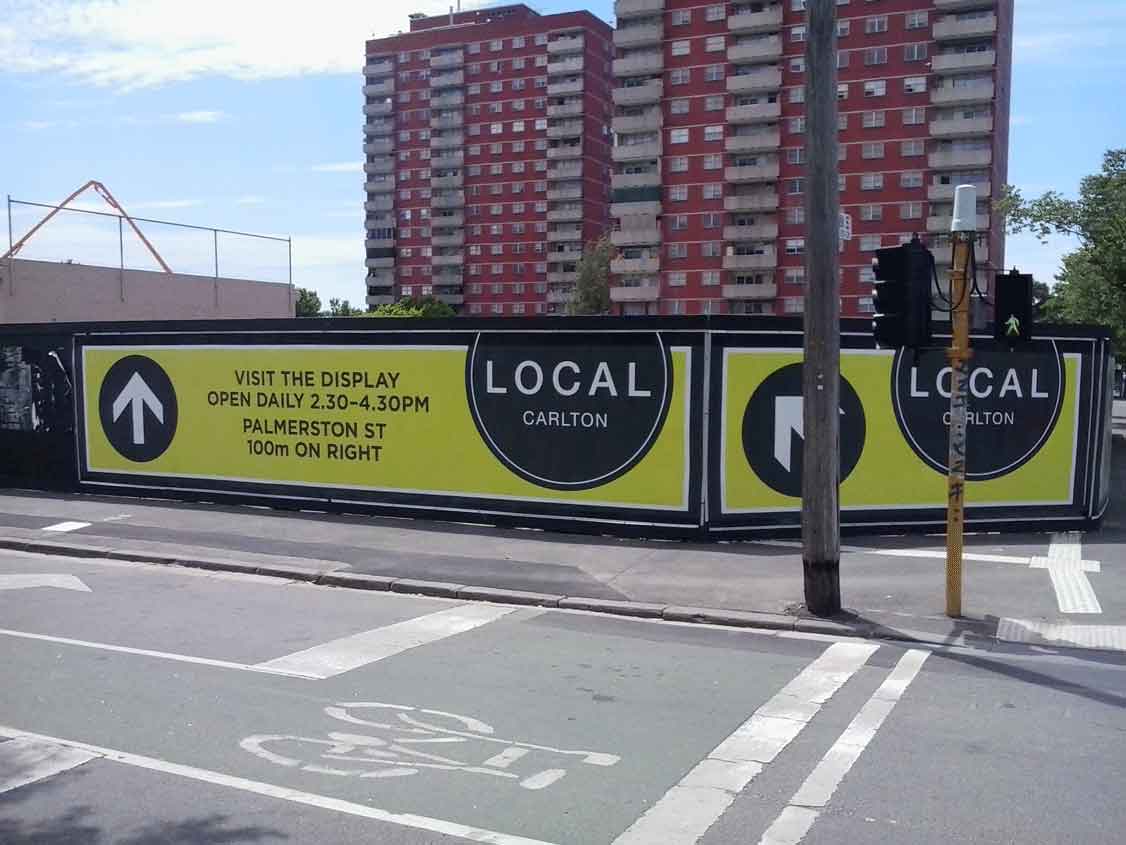 VISIT THE DISPLAY
OPEN DAILY 2.30–4.30PM
PALMERSTON ST
100m ON RIGHT
LOCAL
CARLTON
LOCAL
CARLTON